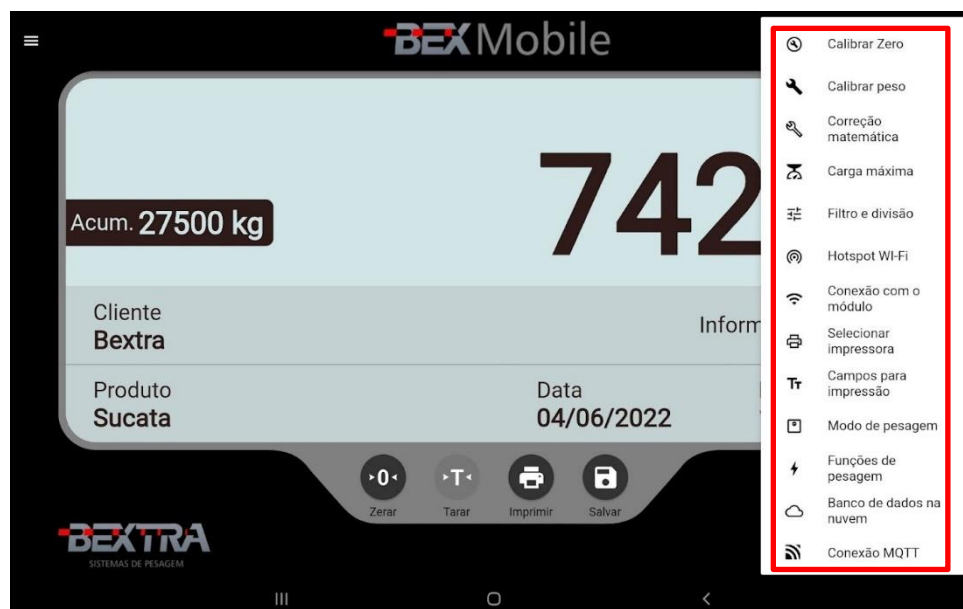 BEX Mobile
742
Acum. 27500 kg
Cliente
Bextra
Inform
Produto
Sucata
Data
04/06/2022
0
T
Zerar
Tarar
Imprimir
Salvar
BEXTRA
SISTEMAS DE PESAGEM
Calibrar Zero
Calibrar peso
Correção
matemática
Carga máxima
Filtro e divisão
Hotspot WI-Fi
Conexão com o
módulo
Selecionar
impressora
Tт
Campos para
impressão
Modo de pesagem
Funções de
pesagem
Banco de dados na
nuvem
Conexão MQTT